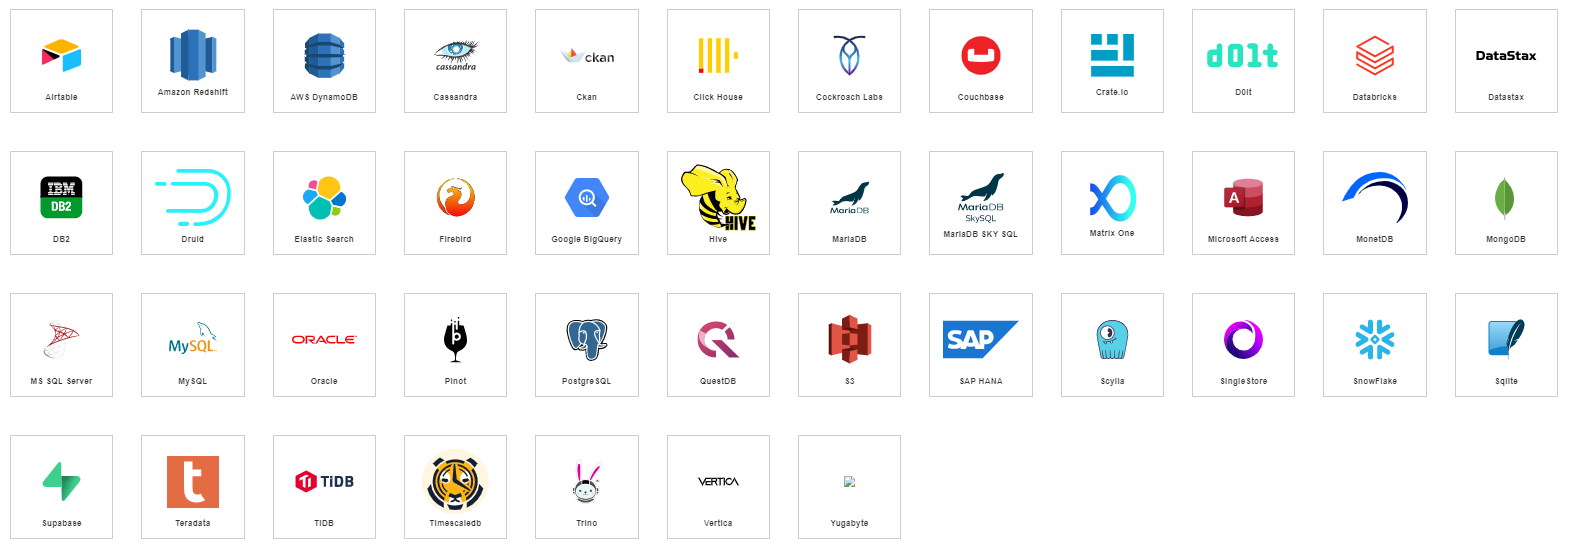 Airtable
Amazon Redshift
AWS DynamoDB
cassandra
Cassandra
ckan
Ckan
Click House
Cockroach Labs
Couchbase
Crate.io
d0lt
D0lt
Databricks
DataStax
Datastax
IBM
DB2
DB2
Druid
Elastic Search
Firebird
Google BigQuery
HIVE
Hive
MariaDB
MariaDB
MariaDB
SkySQL
MariaDB SKY SQL
Matrix One
A
Microsoft Access
MonetDB
MongoDB
MS SQL Server
MySQL
MySQL
ORACLE
Oracle
p
Pinot
PostgreSQL
QuestDB
S3
SAP
SAP HANA
Scylla
SingleStore
SnowFlake
Sqlite
Supabase
t
Teradata
TiDB
TiDB
Timescaledb
Trino
VERTICA
Vertica
Yugabyte